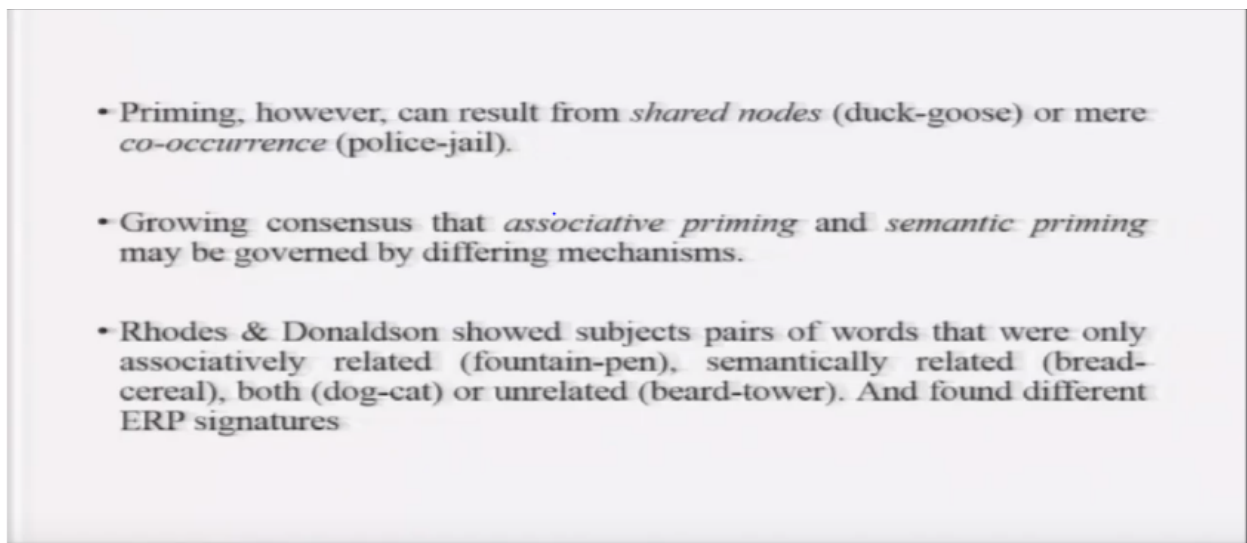 • Priming, however, can result from shared nodes (duck-goose) or mere
co-occurrence (police-jail).
• Growing consensus that associative priming and semantic priming
may be governed by differing mechanisms.
• Rhodes & Donaldson showed subjects pairs of words that were only
associatively related (fountain-pen), semantically related (bread-
cereal), both (dog-cat) or unrelated (beard-tower). And found different
ERP signatures